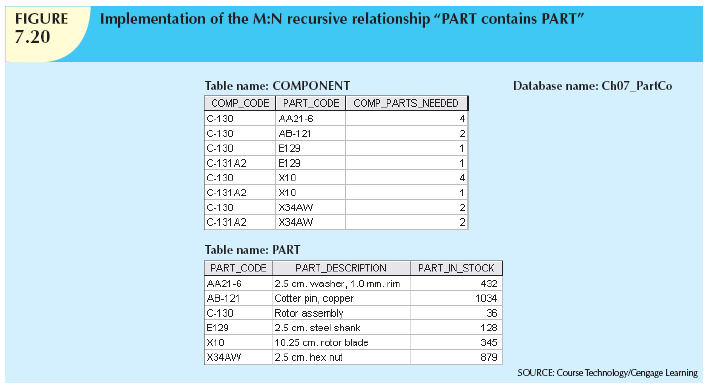 FIGURE 7.20
Implementation of the M:N recursive relationship “PART contains PART”
Table name: COMPONENT
Database name: Ch07_PartCo
COMP_CODE PART_CODE COMP_PARTS_NEEDED
C-130 AA21-6 4
C-130 AB-121 2
C-130 E129 1
C-131A2 E129 1
C-130 X10 4
C-131A2 X10 1
C-130 X34AW 2
C-131A2 X34AW 2
Table name: PART
PART_CODE PART_DESCRIPTION PART_IN_STOCK
AA21-6 2.5 cm. washer, 1.0 mm. rim 432
AB-121 Cotter pin, copper 1034
C-130 Rotor assembly 36
E129 2.5 cm. steel shank 128
X10 10.25 cm. rotor blade 345
X34AW 2.5 cm. hex nut 879
SOURCE: Course Technology/Cengage Learning